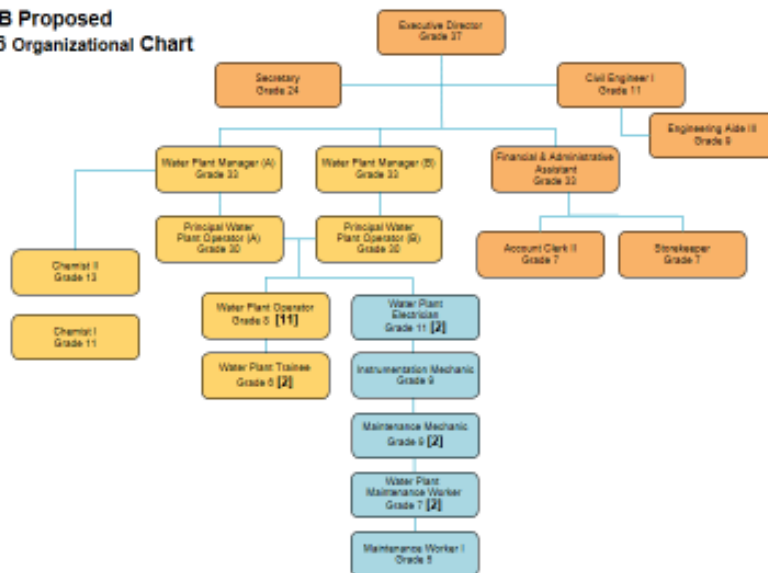 B Proposed
Organizational Chart
Executive Director
Grade 37
Secretary
Grade 24
Civil Engineer I
Grade 11
Engineering Aide III
Grade 9
Water Plant Manager (A)
Grade 33
Water Plant Manager (B)
Grade 33
Financial & Administrative
Assistant
Grade 33
Principal Water
Plant Operator (A)
Grade 30
Principal Water
Plant Operator (B)
Grade 30
Account Clerk II
Grade 7
Storekeeper
Grade 7
Chemist II
Grade 13
Chemist I
Grade 11
Water Plant Operator
Grade 8 [11]
Water Plant
Electrician
Grade 11 [2]
Water Plant Trainee
Grade 6 [2]
Instrumentation Mechanic
Grade 9
Maintenance Mechanic
Grade 9 [2]
Water Plant
Maintenance Worker
Grade 7 [2]
Maintenance Worker I
Grade